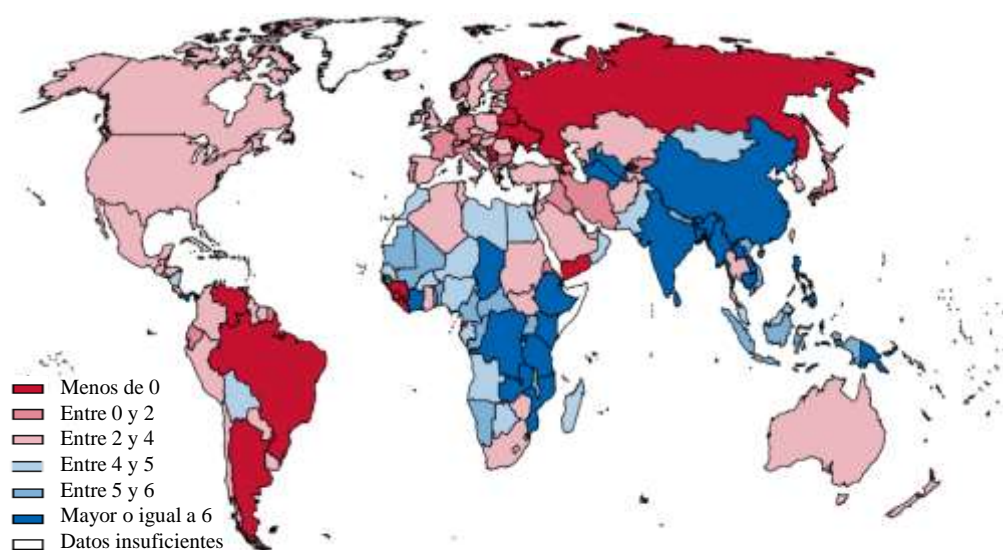 Menos de 0
Entre 0 y 2
Entre 2 y 4
Entre 4 y 5
Entre 5 y 6
Mayor o igual a 6
Datos insuficientes